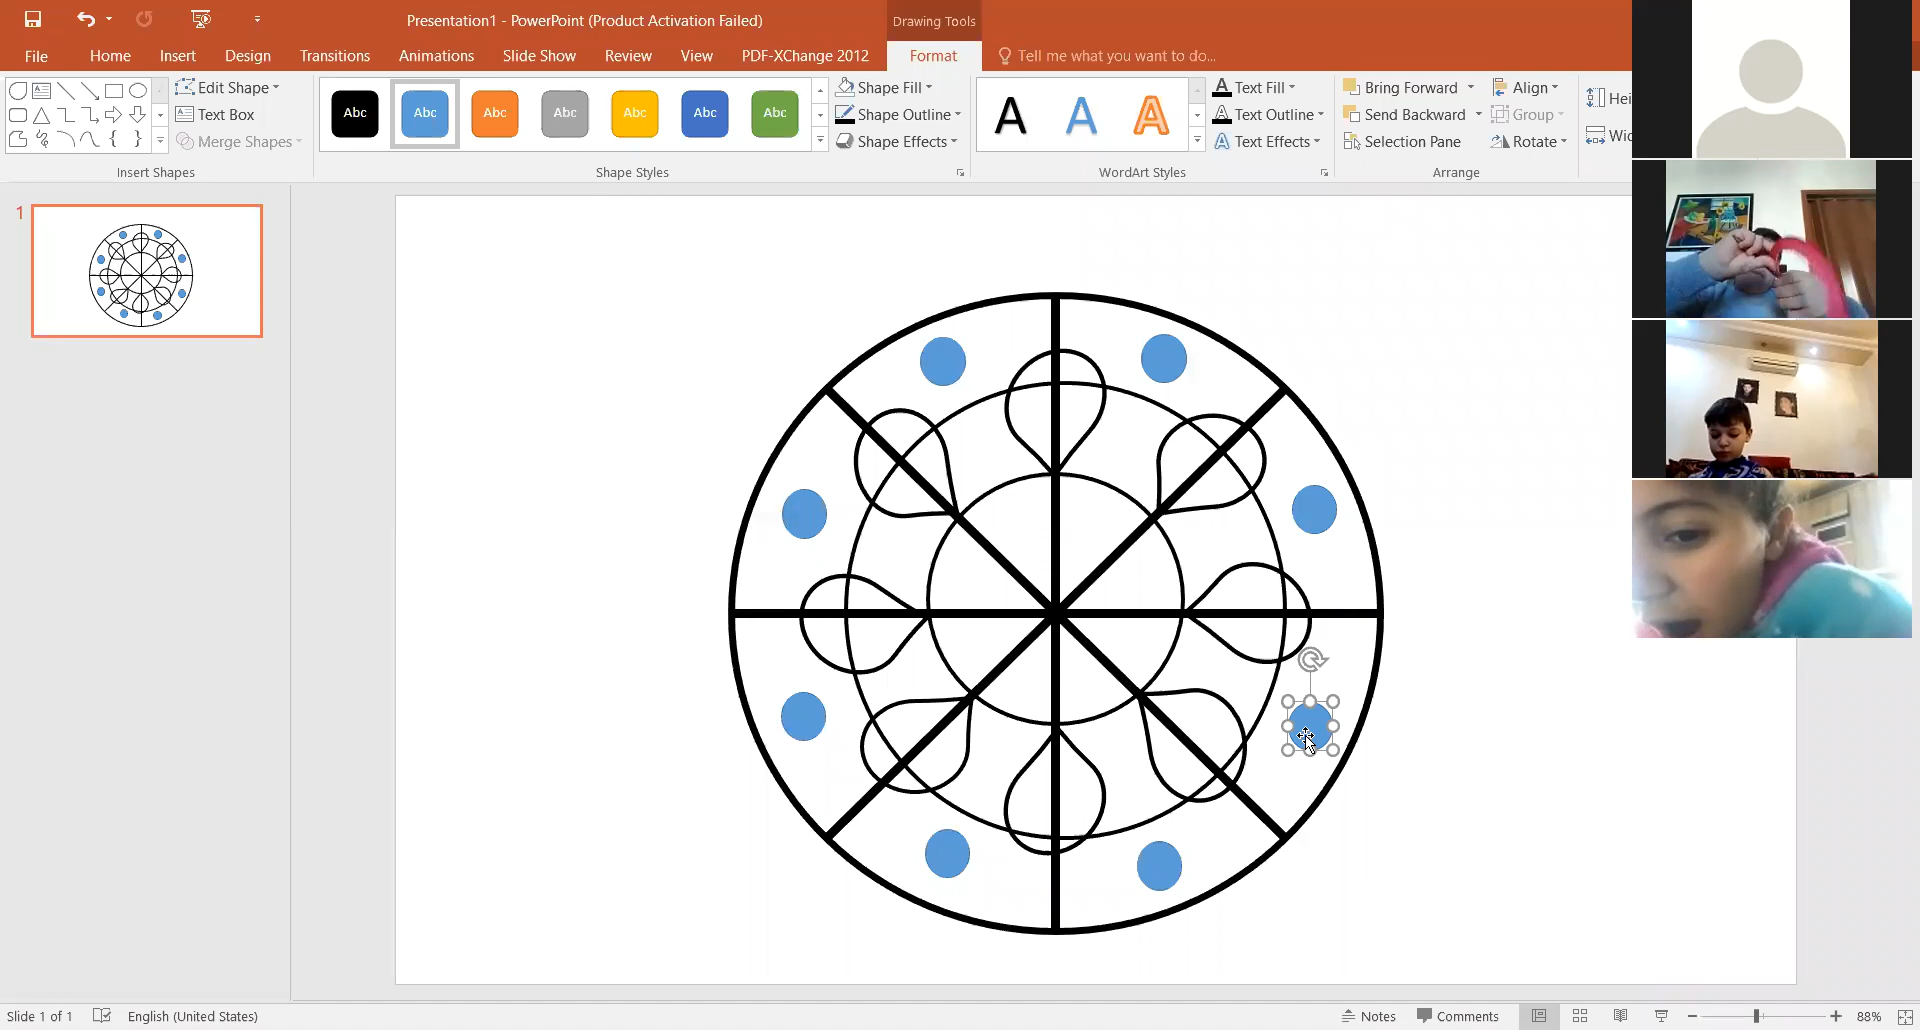 Presentation1 - PowerPoint (Product Activation Failed)
Drawing Tools
File Home Insert Design Transitions Animations Slide Show Review View PDF-XChange 2012 Format Tell me what you want to do...
Edit Shape
Text Box
Merge Shapes
Insert Shapes
Abc Abc Abc Abc Abc Abc Abc
Shape Fill
Shape Outline
Shape Effects
Shape Styles
A A A
Text Fill
Text Outline
Text Effects
WordArt Styles
Bring Forward
Send Backward
Selection Pane
Align
Group
Rotate
Arrange
Hei
Wid
1
Slide 1 of 1 English (United States) Notes Comments 88%